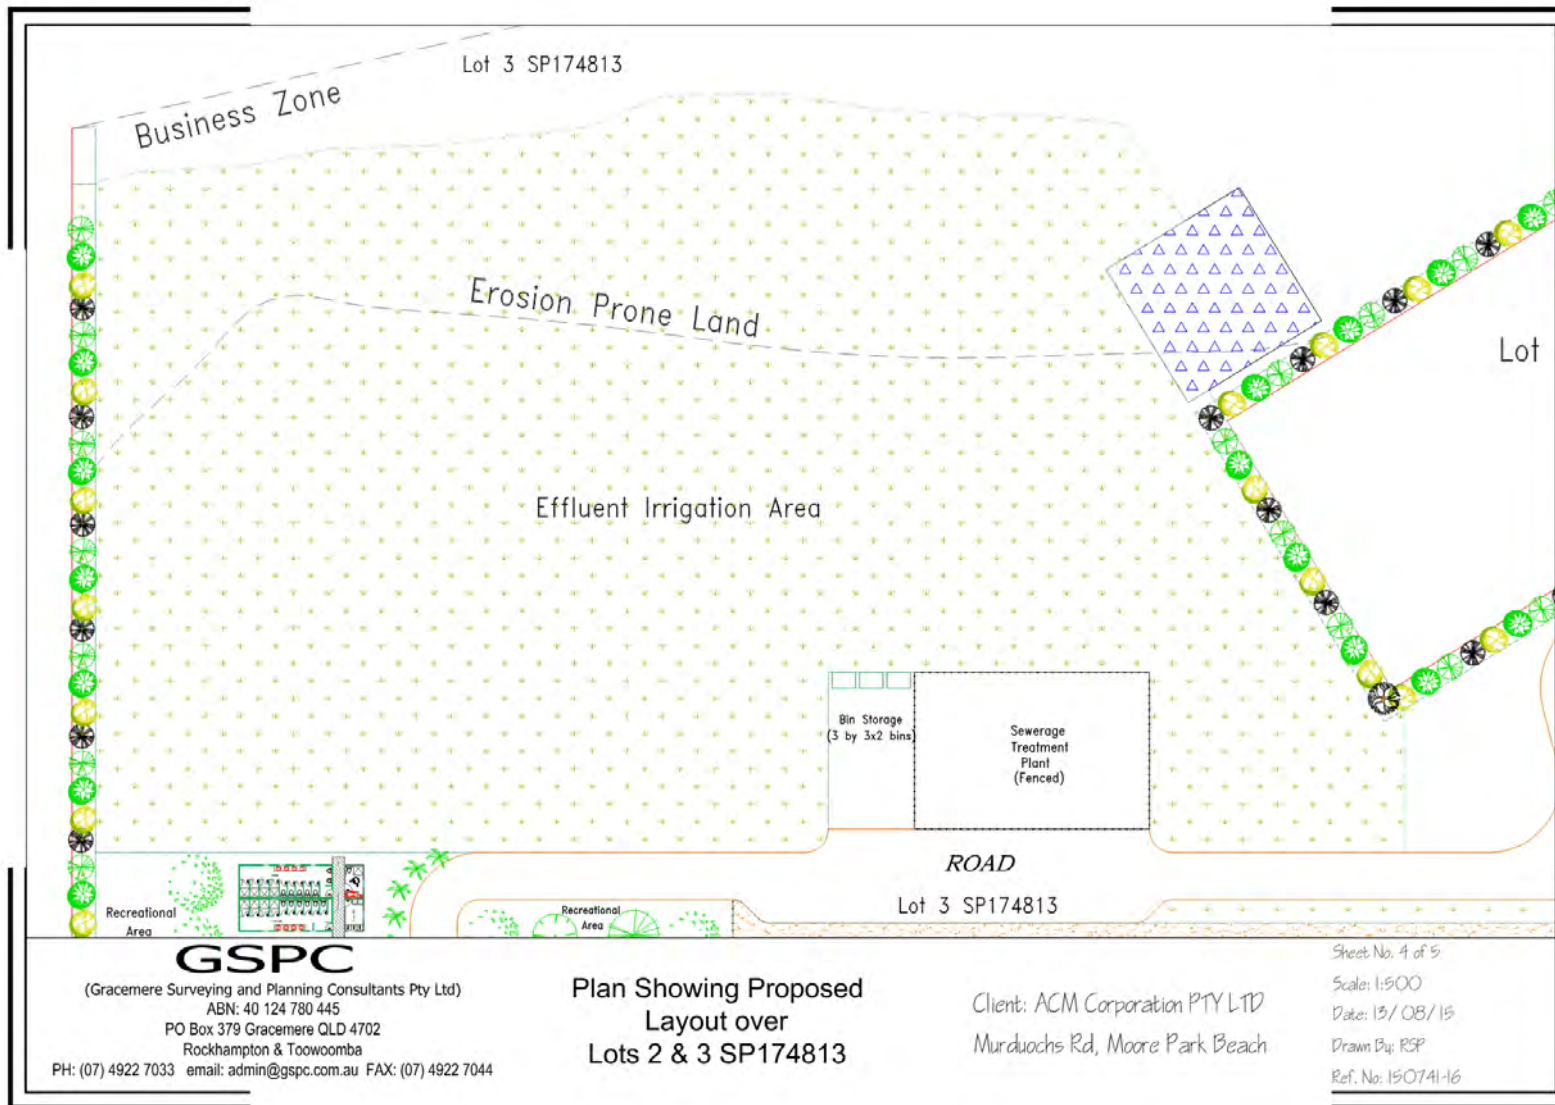 Lot 3 SP174813
Business Zone
Erosion Prone Land
Lot
Effluent Irrigation Area
Bin Storage
(3 by 3x2 bins)
Sewerage
Treatment
Plant
(Fenced)
ROAD
Lot 3 SP174813
Recreational
Area
Recreational
Area
GSPC
(Gracemere Surveying and Planning Consultants Pty Ltd)
ABN: 40 124 780 445
PO Box 379 Gracemere QLD 4702
Rockhampton & Toowoomba
PH: (07) 4922 7033 email: admin@gspc.com.au FAX: (07) 4922 7044
Plan Showing Proposed
Layout over
Lots 2 & 3 SP174813
Client: ACM Corporation PTY LTD
Murduochs Rd, Moore Park Beach
Sheet No. 4 of 5
Scale: 1:500
Date: 13/08/15
Drawn By: RSP
Ref. No: 150741-16